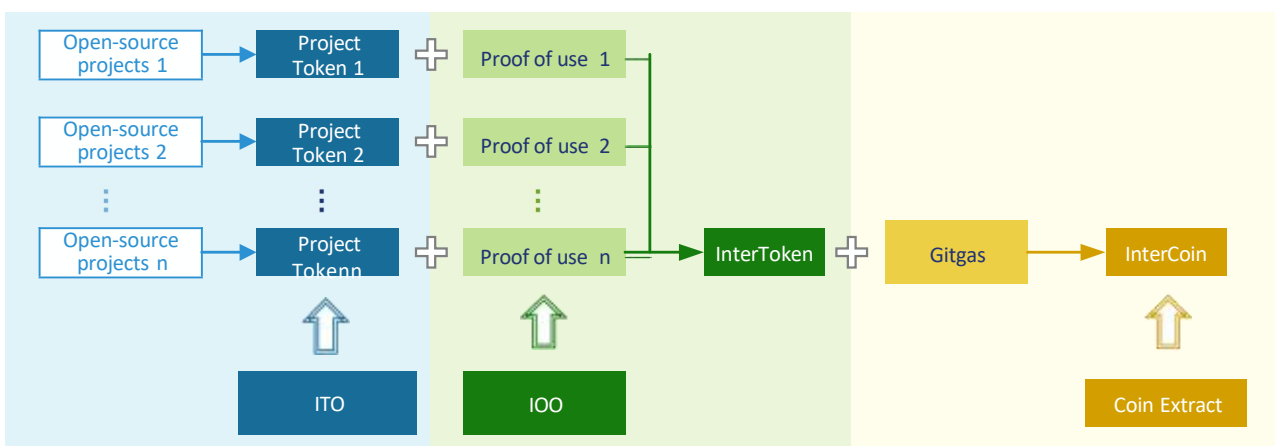 Open-source
projects 1
Project
Token 1
Proof of use 1
Open-source
projects 2
Project
Token 2
Proof of use 2
Open-source
projects n
Project
Tokenn
Proof of use n
InterToken
Gitgas
InterCoin
ITO
IOO
Coin Extract